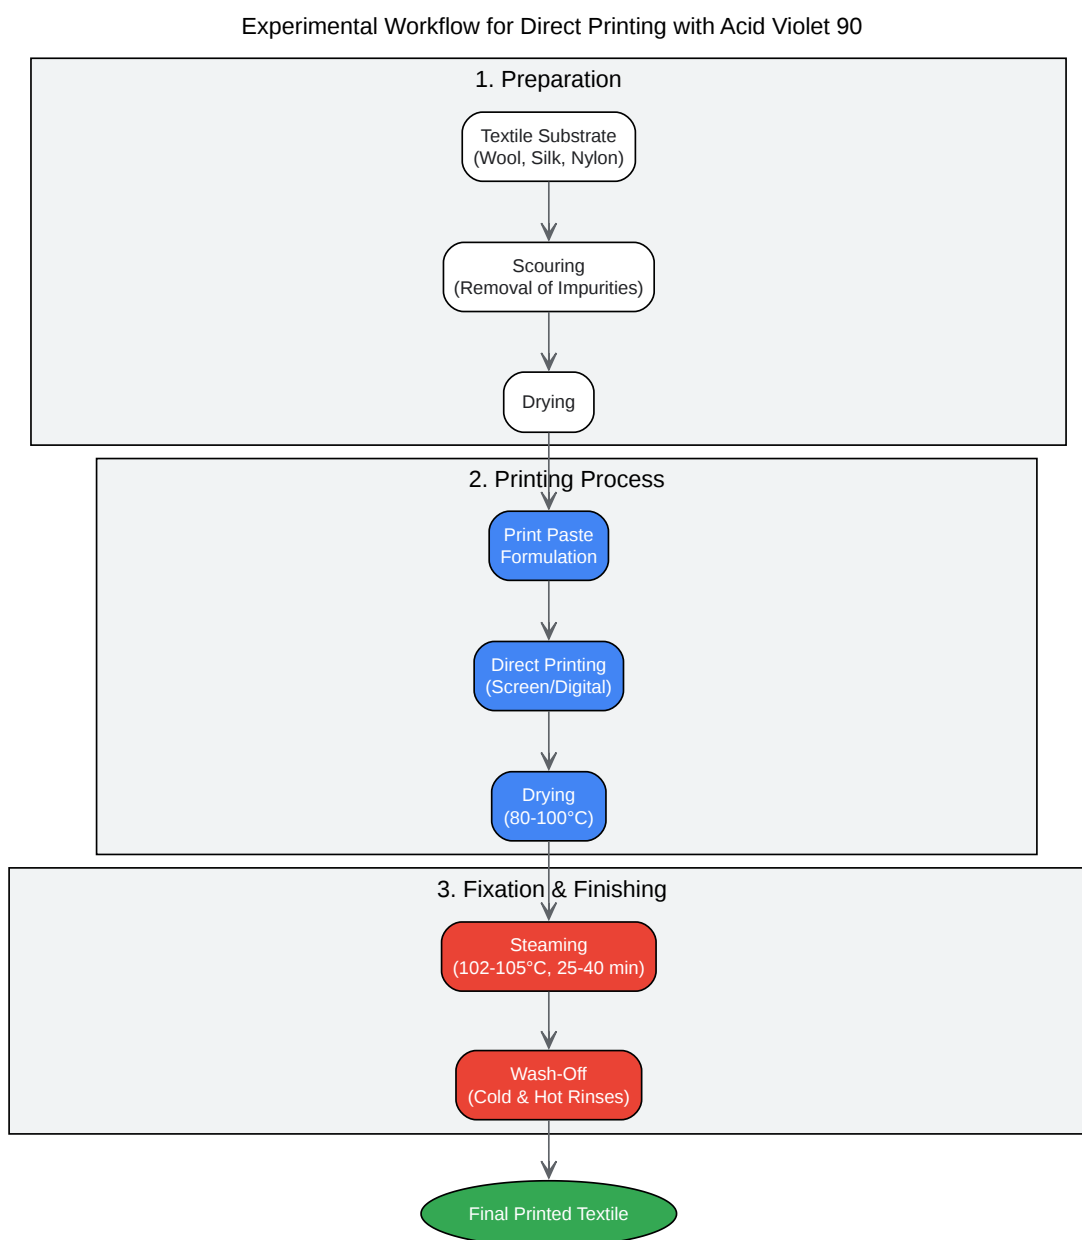 Experimental Workflow for Direct Printing with Acid Violet 90
1. Preparation
Textile Substrate
(Wool, Silk, Nylon)
Scouring
(Removal of Impurities)
Drying
2. Printing Process
Print Paste
Formulation
Direct Printing
(Screen/Digital)
Drying
(80-100°C)
3. Fixation & Finishing
Steaming
(102-105°C, 25-40 min)
Wash-Off
(Cold & Hot Rinses)
Final Printed Textile